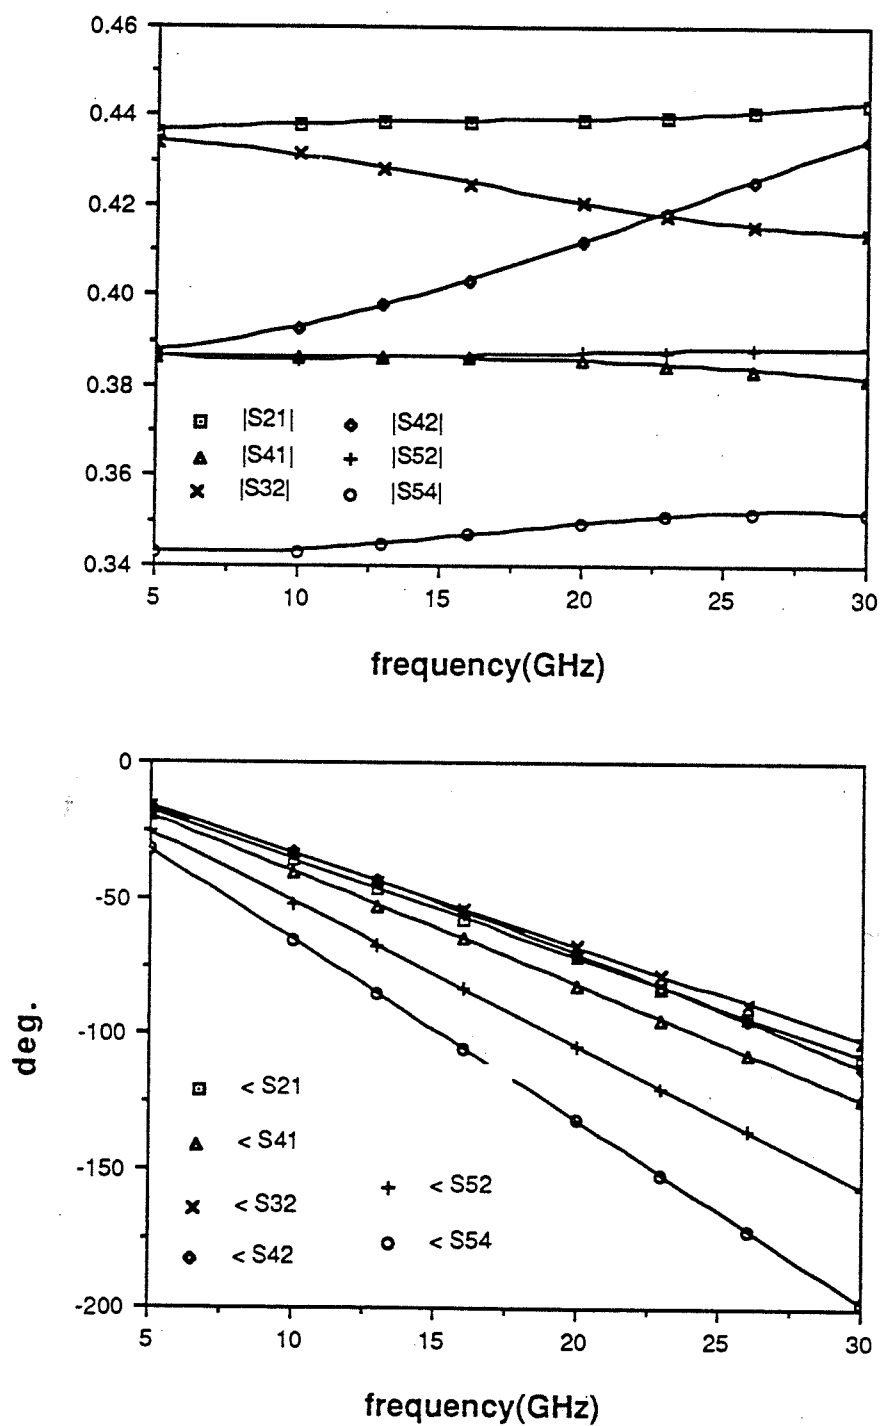 0.46
0.44
0.42
0.40
0.38
0.36
0.34
|S21| |S42|
|S41| |S52|
|S32| |S54|
5 10 15 20 25 30
frequency(GHz)
0
-50
-100
-150
-200
deg.
< S21
< S41
< S52
< S32
< S54
< S42
5 10 15 20 25 30
frequency(GHz)